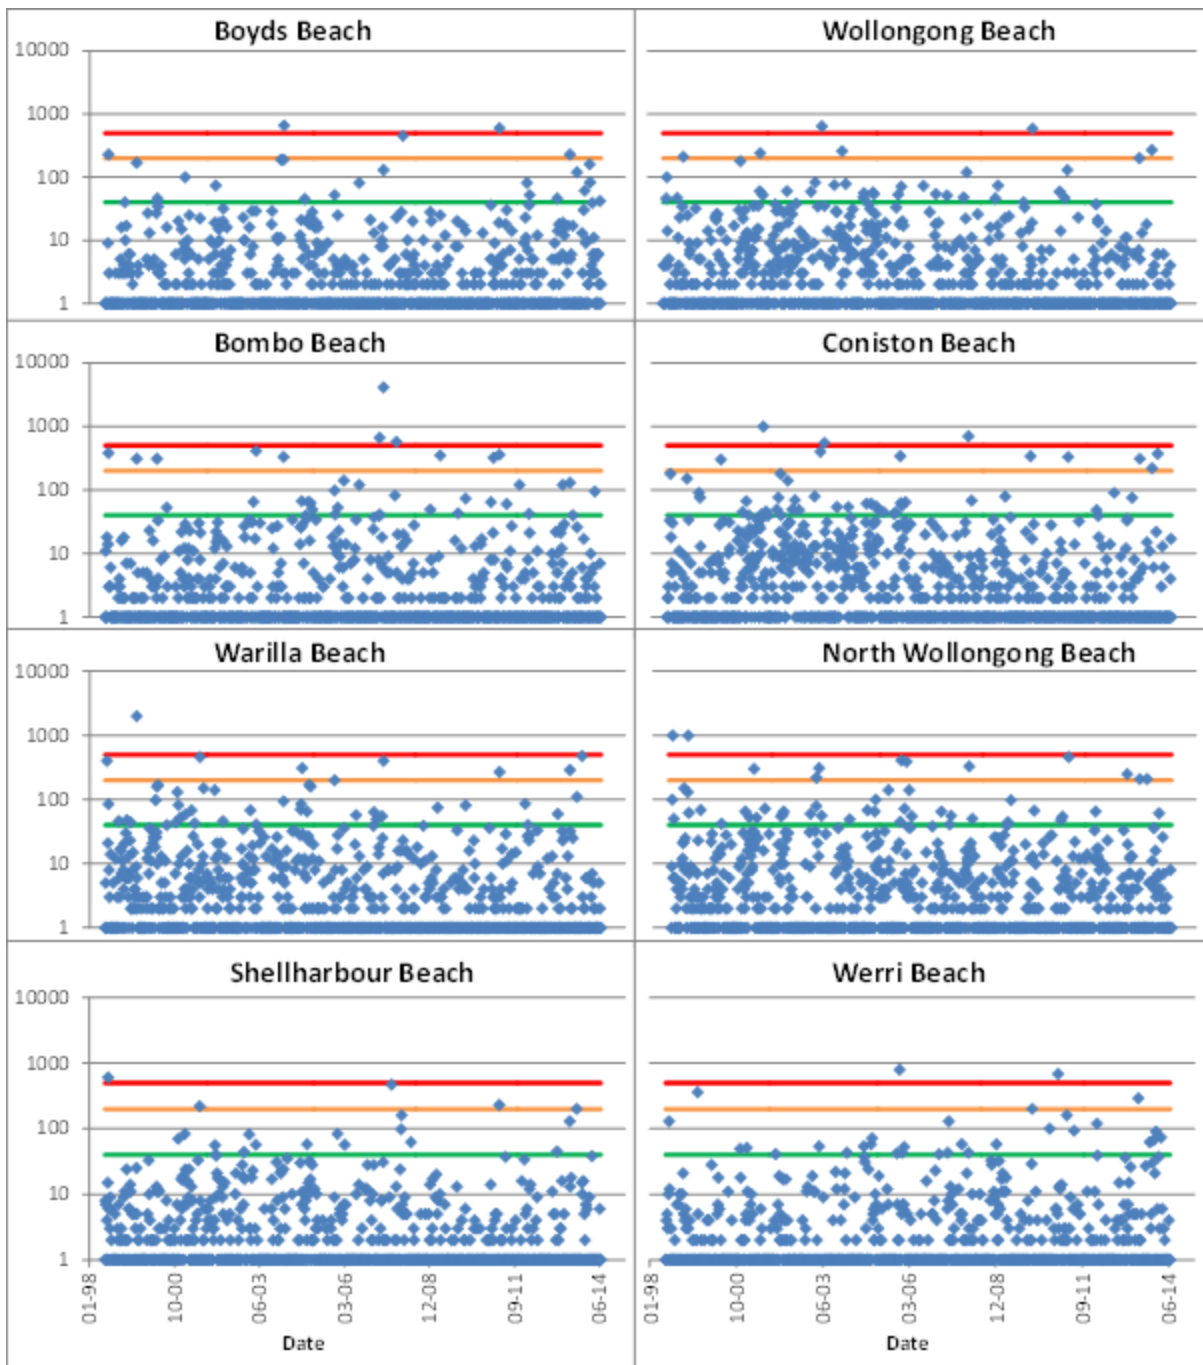 Boyds Beach
Wollongong Beach
10000
1000
100
10
1
Bombo Beach
Coniston Beach
10000
1000
100
10
1
Warilla Beach
North Wollongong Beach
10000
1000
100
10
1
Shellharbour Beach
Werri Beach
10000
1000
100
10
1
01-98 10-00 06-03 03-06 12-08 09-11 06-14
01-98 10-00 06-03 03-06 12-08 09-11 06-14
Date
Date